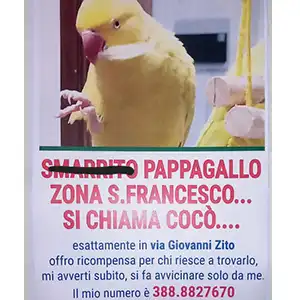 SMARRITO PAPPAGALLO
ZONA S.FRANCESCO...
SI CHIAMA COCÒ....
esattamente in via Giovanni Zito
offro ricompensa per chi riesce a trovarlo,
mi averti subito, si fa avvicinare solo da me.
Il mio numero è 388.8827670